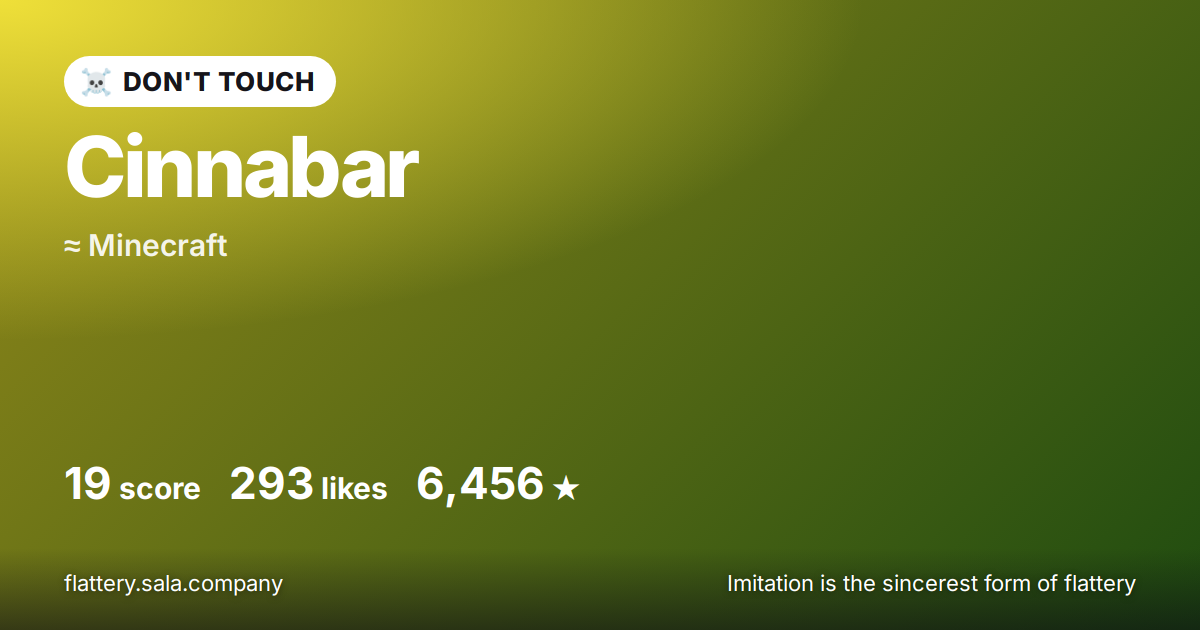 ☠️ DON'T TOUCH
Cinnabar
≈ Minecraft
19 score 293 likes 6,456 ★
flattery.sala.company
Imitation is the sincerest form of flattery